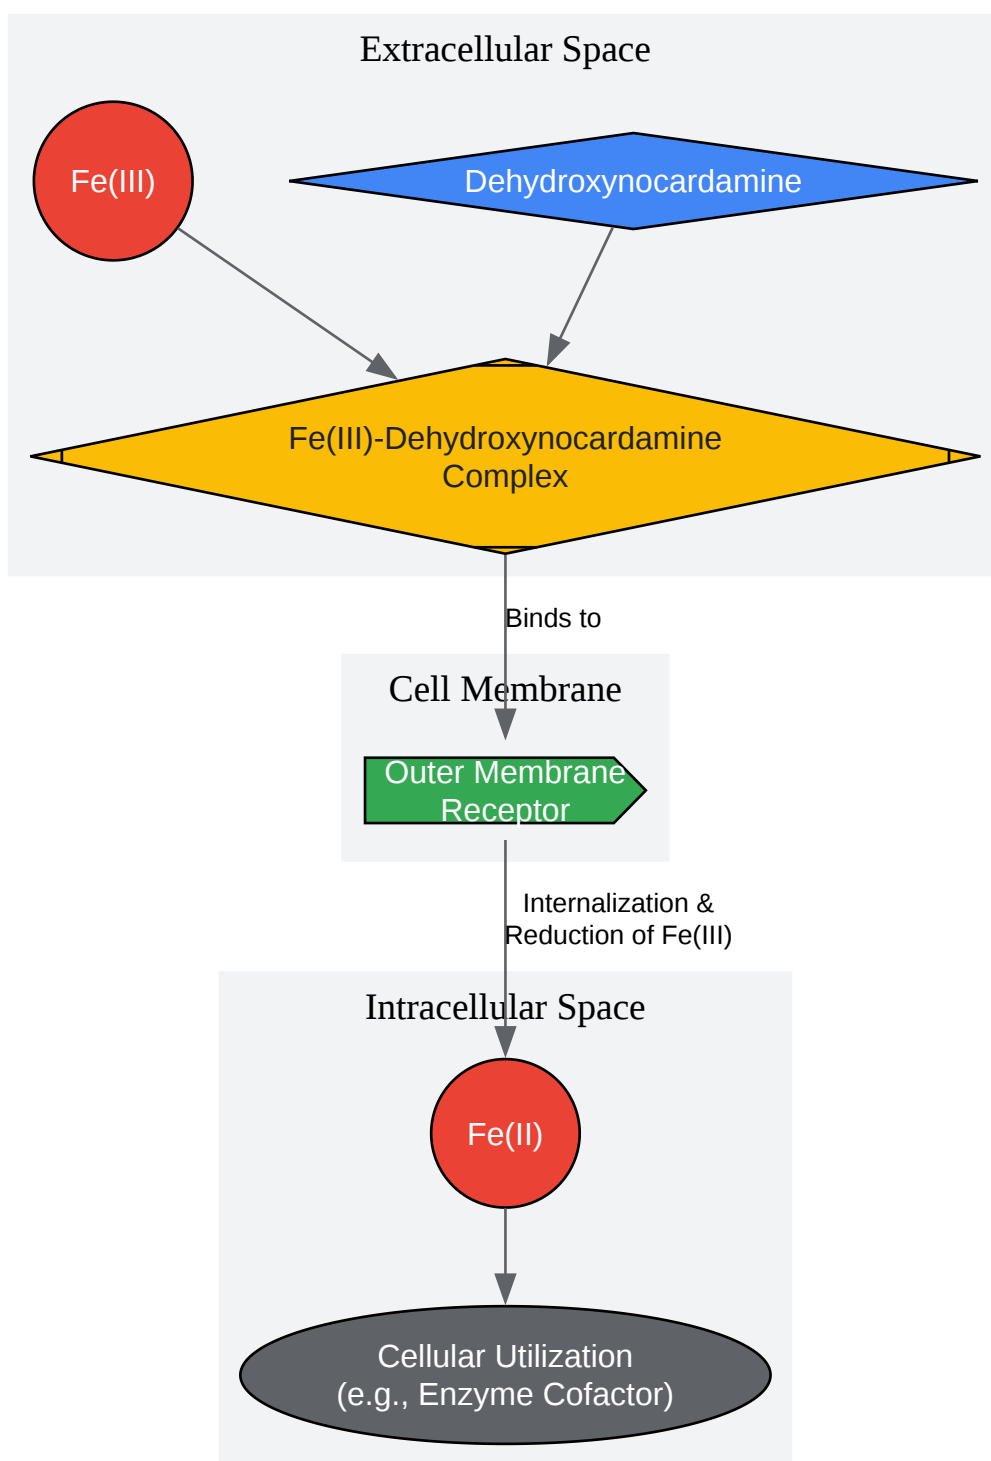 Extracellular Space
Fe(III)
Dehydroxynocardamine
Fe(III)-Dehydroxynocardamine
Complex
Binds to
Cell Membrane
Outer Membrane
Receptor
Internalization &
Reduction of Fe(III)
Intracellular Space
Fe(II)
Cellular Utilization
(e.g., Enzyme Cofactor)